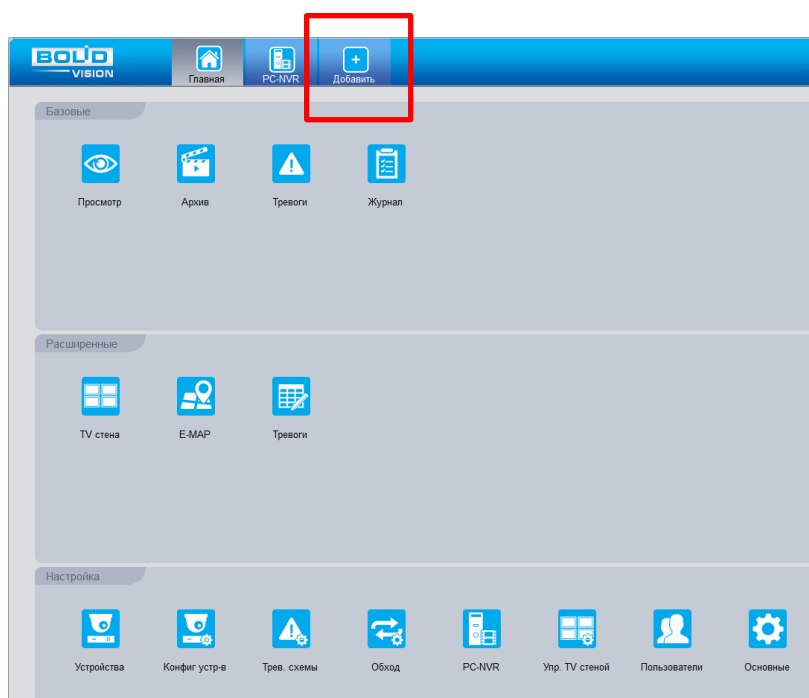 BOLID
VISION
Главная
PC-NVR
Добавить
Базовые
Просмотр
Архив
Тревоги
Журнал
Расширенные
TV стена
E-MAP
Тревоги
Настройка
Устройства
Конфиг устр-в
Трев. схемы
Обход
PC-NVR
Упр. TV стеной
Пользователи
Основные